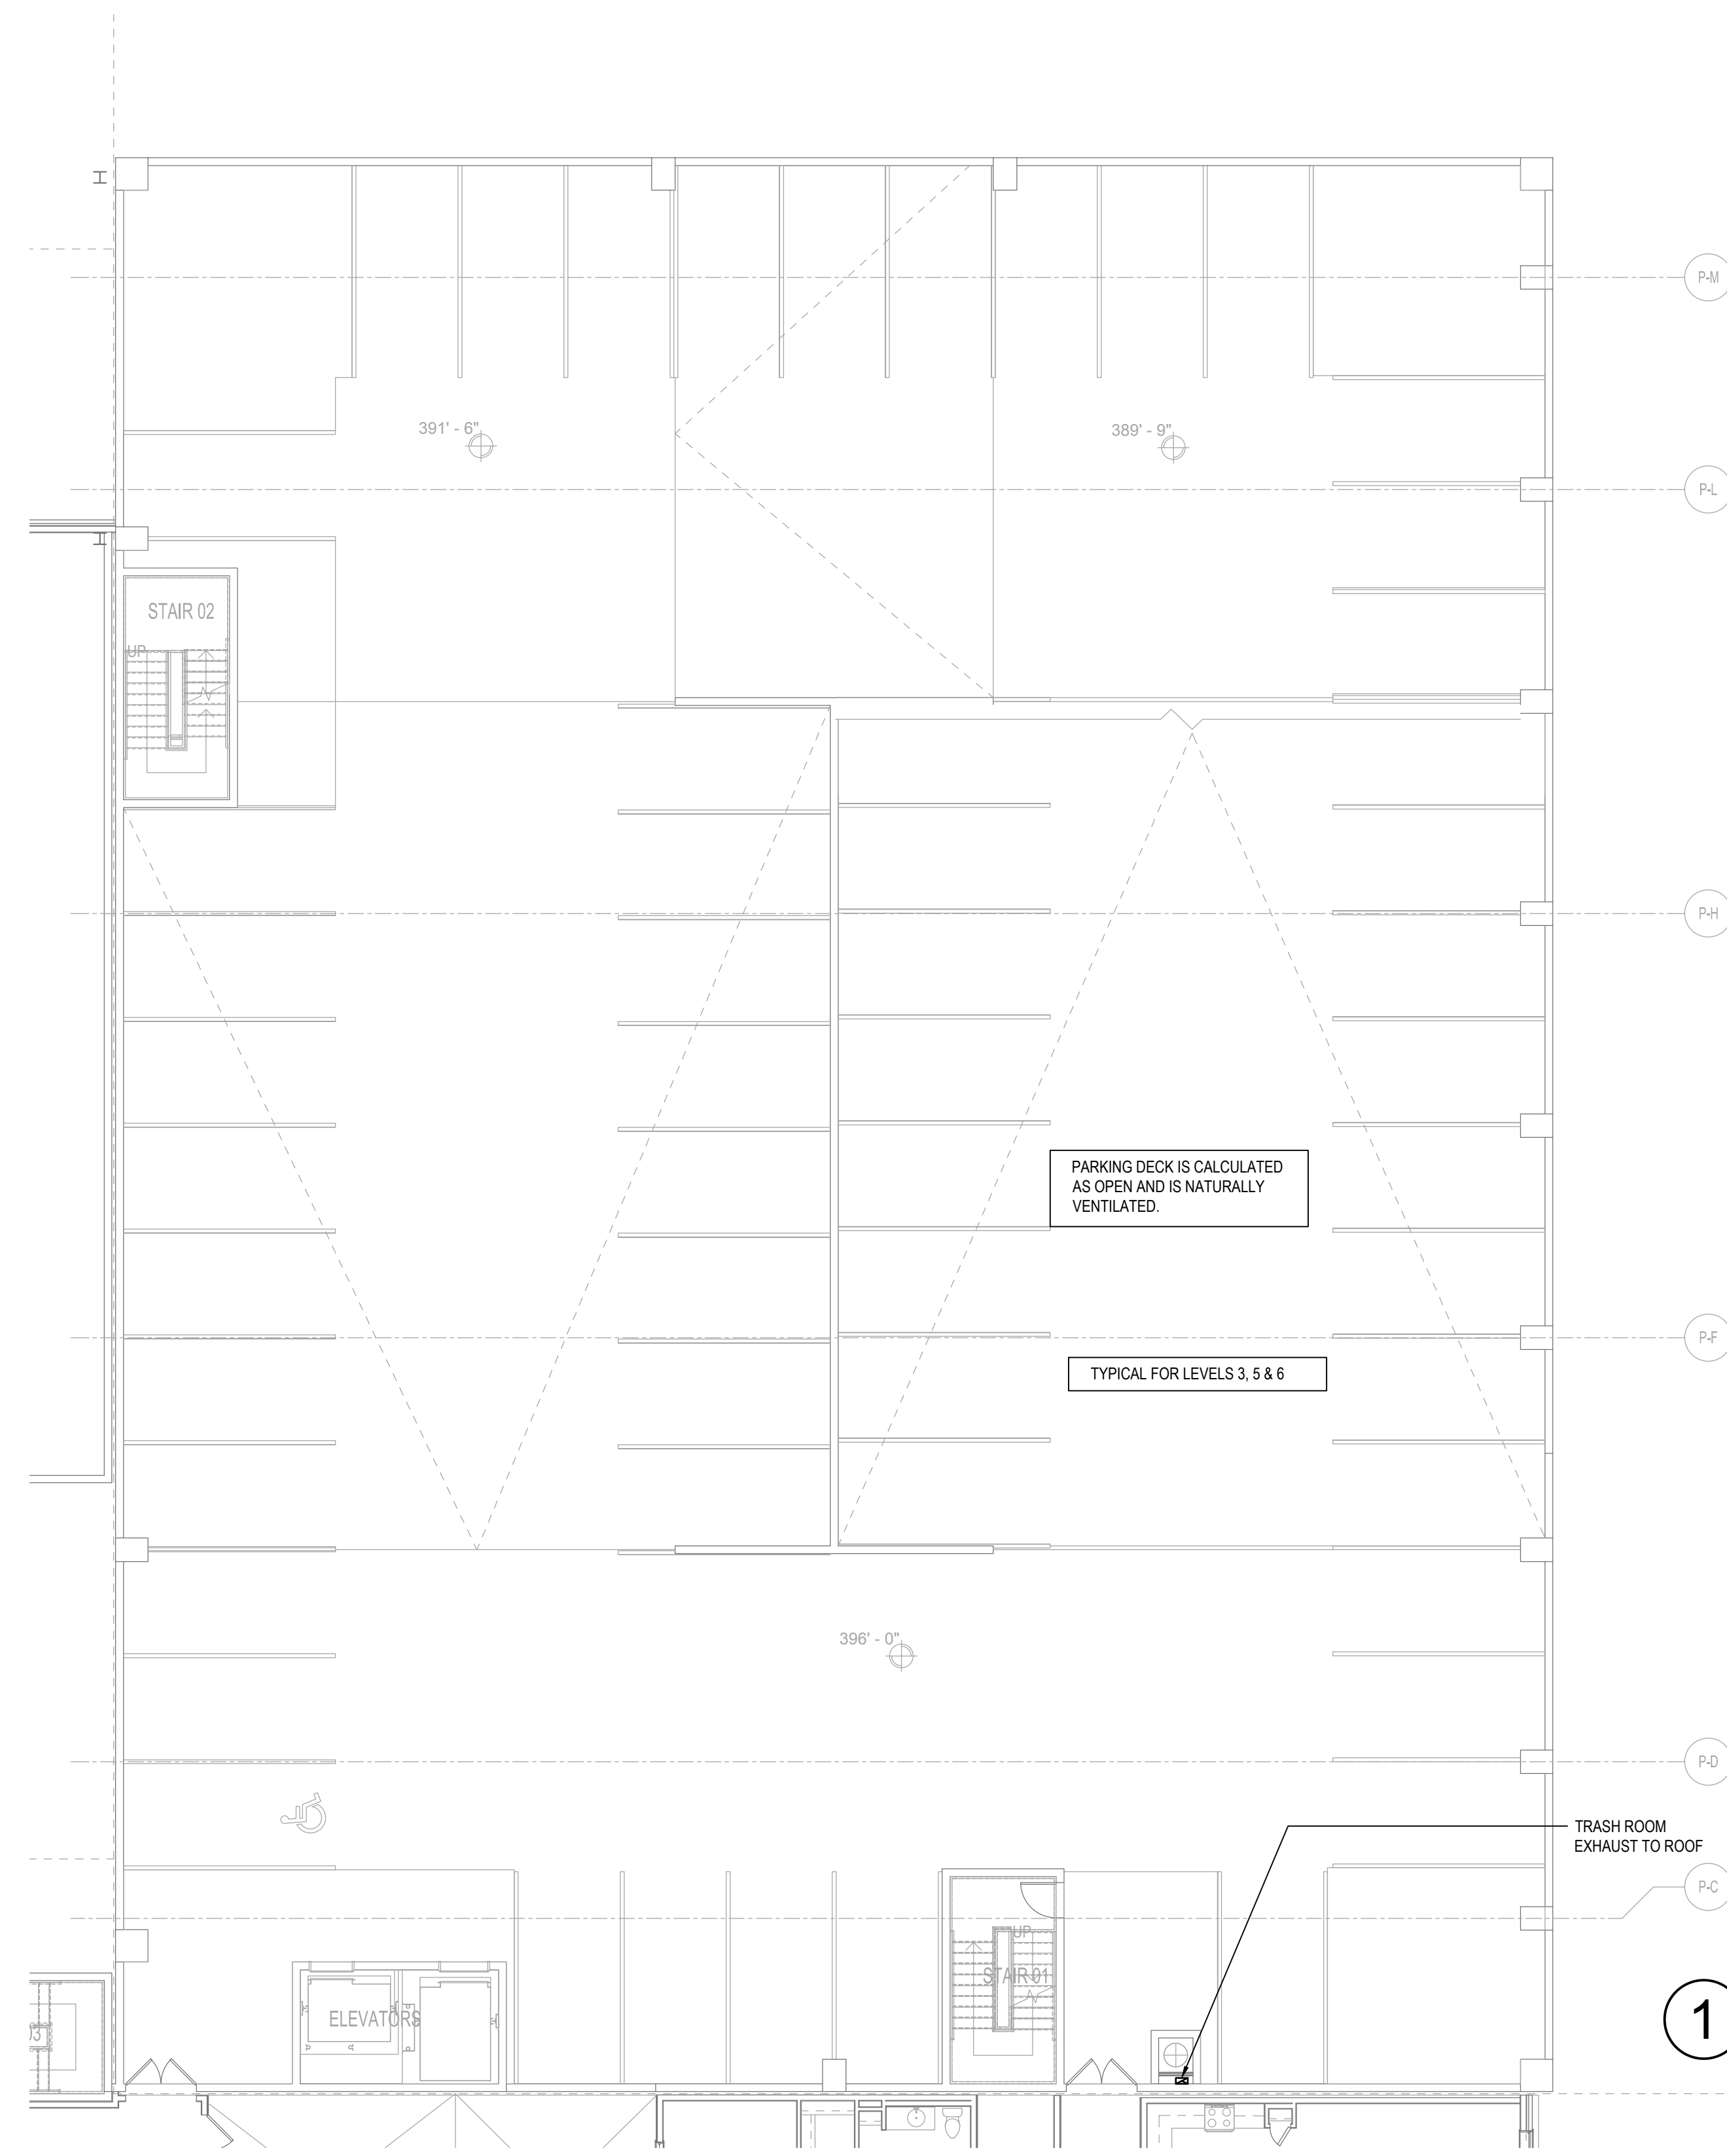 P-M
391' - 6"
389' - 9"
P-L
STAIR 02
UP
P-H
PARKING DECK IS CALCULATED
AS OPEN AND IS NATURALLY
VENTILATED.
P-F
TYPICAL FOR LEVELS 3, 5 & 6
396' - 0"
P-D
TRASH ROOM
EXHAUST TO ROOF
P-C
UP
STAIR 01
ELEVATORS
03
1